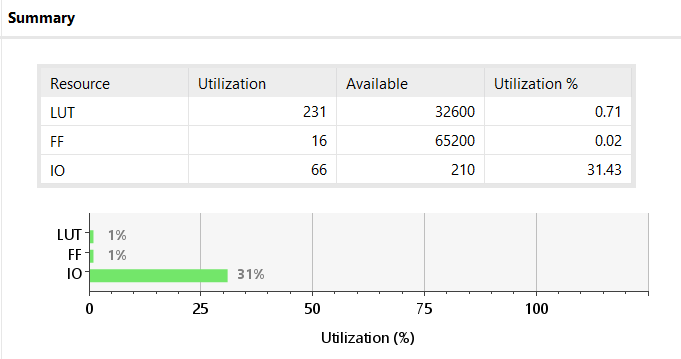 Summary
Resource Utilization Available Utilization %
LUT 231 32600 0.71
FF 16 65200 0.02
IO 66 210 31.43
LUT 1%
FF 1%
IO 31%
0 25 50 75 100
Utilization (%)